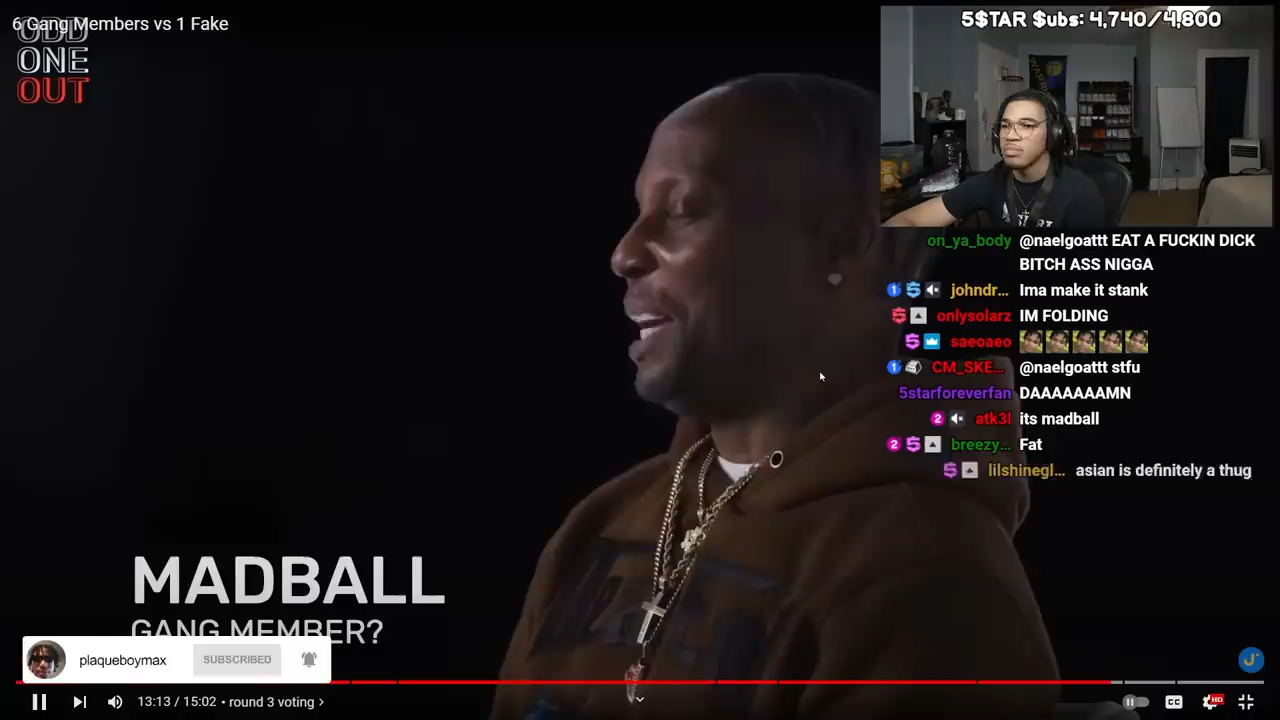 6 Gang Members vs 1 Fake
ODD
ONE
OUT
5$TAR $ubs: 4,740/4,800
on_ya_body @naelgoattt EAT A FUCKIN DICK
BITCH ASS NIGGA
johndr... Ima make it stank
onlysolarz IM FOLDING
saeoaeo
CM_SKE... @naelgoattt stfu
5starforeverfan DAAAAAAAMN
atk3l its madball
breezy... Fat
lilshinegl... asian is definitely a thug
MADBALL
GANG MEMBER?
plaqueboymax SUBSCRIBED
13:13 / 15:02 • round 3 voting >
CC HD